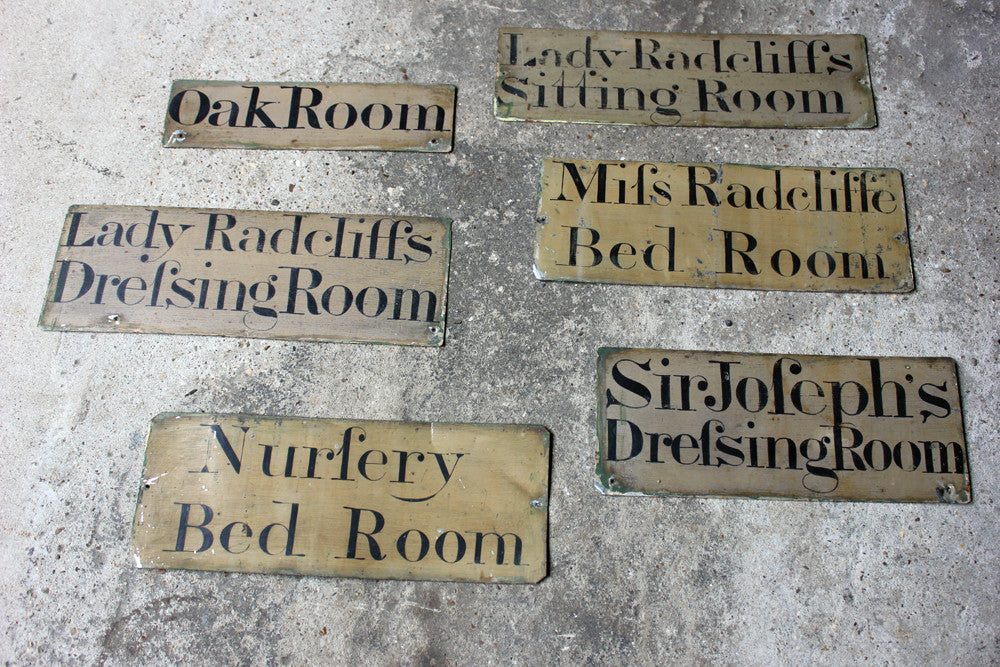 Oak Room
Lady Radcliffs
Sitting Room
Lady Radcliffs
Dreſsing Room
Miſs Radcliffe
Bed Room
Nurſery
Bed Room
Sir Joſeph's
Dreſsing Room